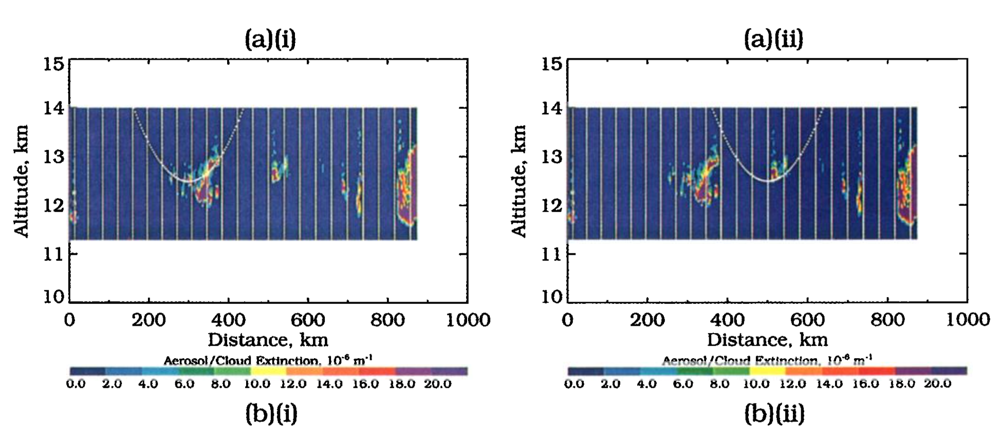 (a)(i)
(a)(ii)
15
14
13
12
11
10
Altitude, km
0 200 400 600 800 1000
Distance, km
Aerosol/Cloud Extinction, 10⁻⁶ m⁻¹
0.0 2.0 4.0 6.0 8.0 10.0 12.0 14.0 16.0 18.0 20.0
15
14
13
12
11
10
Altitude, km
0 200 400 600 800 1000
Distance, km
Aerosol/Cloud Extinction, 10⁻⁶ m⁻¹
0.0 2.0 4.0 6.0 8.0 10.0 12.0 14.0 16.0 18.0 20.0
(b)(i)
(b)(ii)